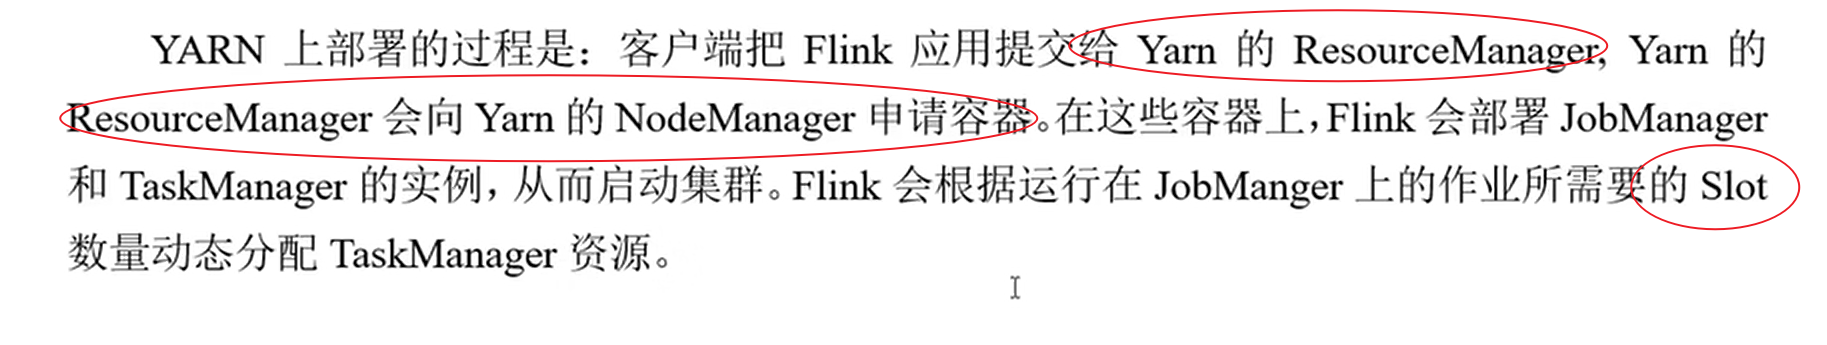 YARN 上部署的过程是：客户端把 Flink 应用提交给 Yarn 的 ResourceManager, Yarn 的
ResourceManager 会向 Yarn 的 NodeManager 申请容器。在这些容器上，Flink 会部署 JobManager
和 TaskManager 的实例，从而启动集群。Flink 会根据运行在 JobManger 上的作业所需要的 Slot
数量动态分配 TaskManager 资源。